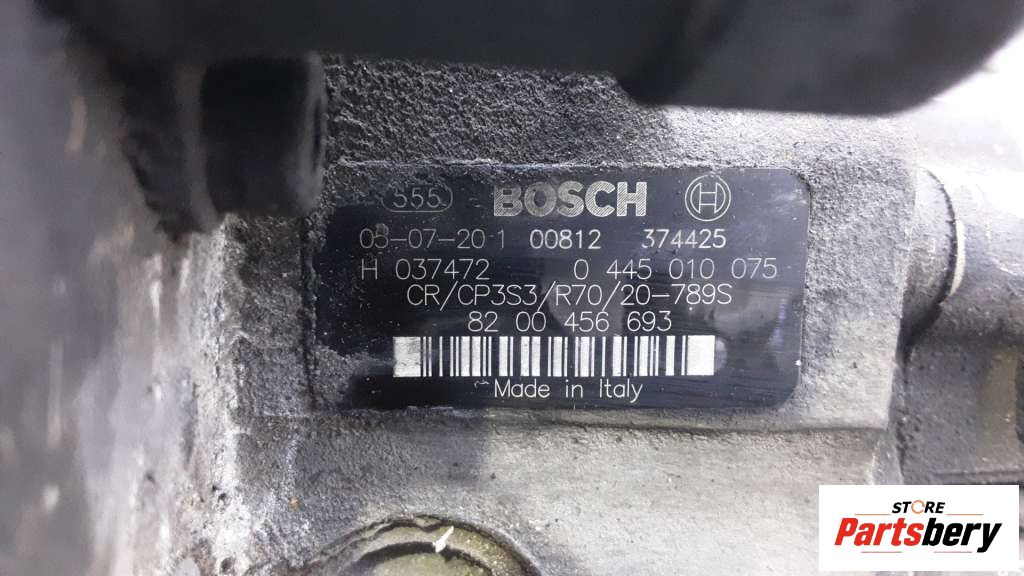 555 BOSCH H
03-07-20 1 00812 374425
H 037472 0 445 010 075
CR/CP3S3/R70/20-789S
82 00 456 693
Made in Italy
STORE
Partsbery